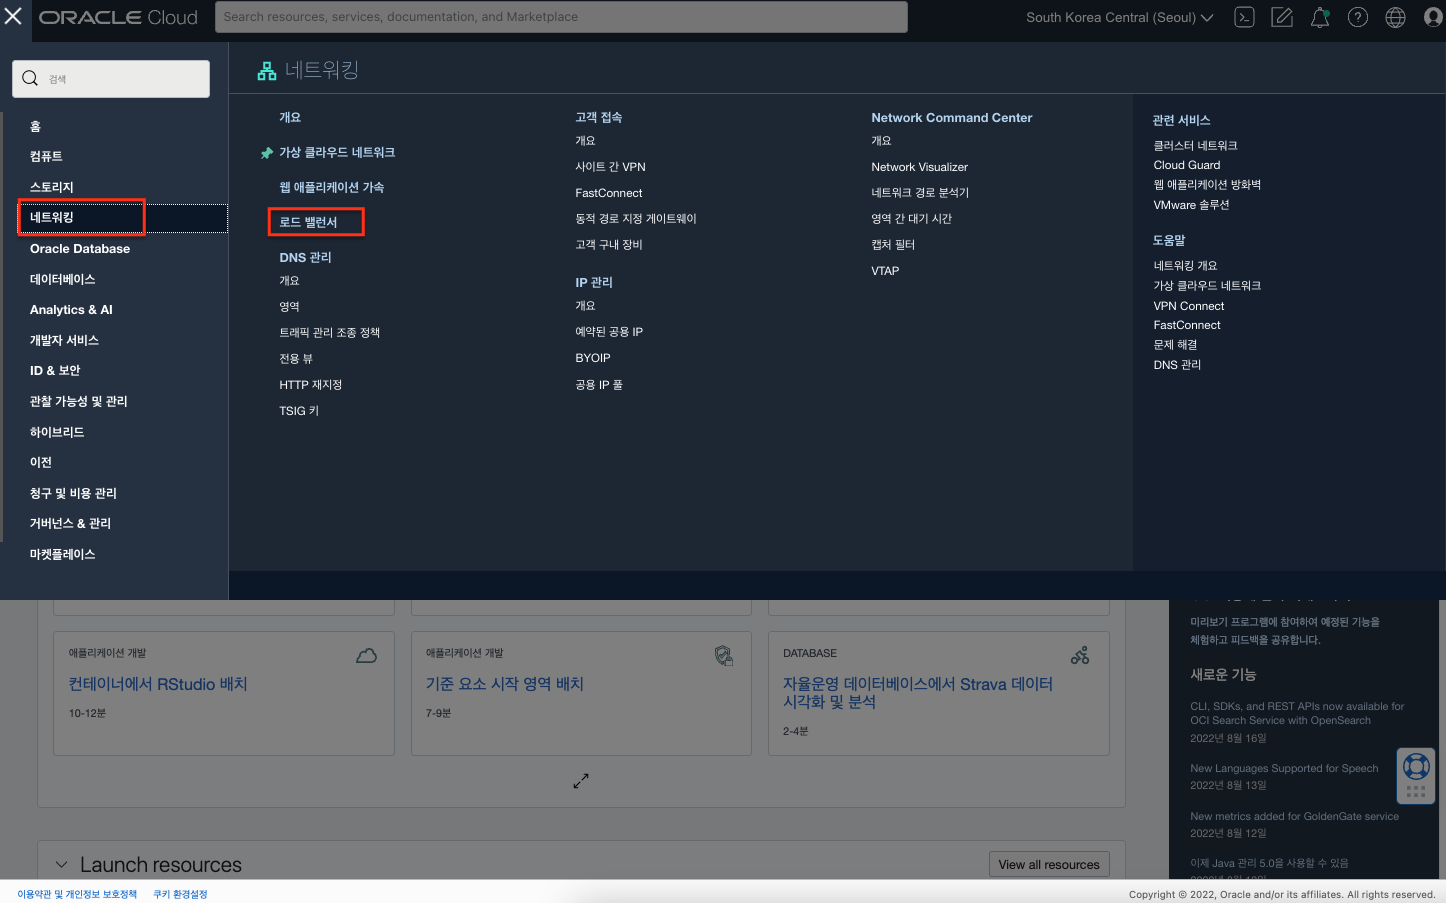 ORACLE Cloud
Search resources, services, documentation, and Marketplace
South Korea Central (Seoul)
검색
홈
컴퓨트
스토리지
네트워킹
Oracle Database
데이터베이스
Analytics & AI
개발자 서비스
ID & 보안
관찰 가능성 및 관리
하이브리드
이전
청구 및 비용 관리
거버넌스 & 관리
마켓플레이스
네트워킹
개요
가상 클라우드 네트워크
웹 애플리케이션 가속
로드 밸런서
DNS 관리
개요
영역
트래픽 관리 조종 정책
전용 뷰
HTTP 재지정
TSIG 키
고객 접속
개요
사이트 간 VPN
FastConnect
동적 경로 지정 게이트웨이
고객 구내 장비
IP 관리
개요
예약된 공용 IP
BYOIP
공용 IP 풀
Network Command Center
개요
Network Visualizer
네트워크 경로 분석기
영역 간 대기 시간
캡처 필터
VTAP
관련 서비스
클러스터 네트워크
Cloud Guard
웹 애플리케이션 방화벽
VMware 솔루션
도움말
네트워킹 개요
가상 클라우드 네트워크
VPN Connect
FastConnect
문제 해결
DNS 관리
애플리케이션 개발
컨테이너에서 RStudio 배치
10-12분
애플리케이션 개발
기준 요소 시작 영역 배치
7-9분
DATABASE
자율운영 데이터베이스에서 Strava 데이터
시각화 및 분석
2-4분
Launch resources
View all resources
미리보기 프로그램에 참여하여 예정된 기능을
체험하고 피드백을 공유합니다.
새로운 기능
CLI, SDKs, and REST APIs now available for
OCI Search Service with OpenSearch
2022년 8월 16일
New Languages Supported for Speech
2022년 8월 13일
New metrics added for GoldenGate service
2022년 8월 12일
이제 Java 관리 5.0을 사용할 수 있음
이용약관 및 개인정보 보호정책
쿠키 환경설정
Copyright © 2022, Oracle and/or its affiliates. All rights reserved.